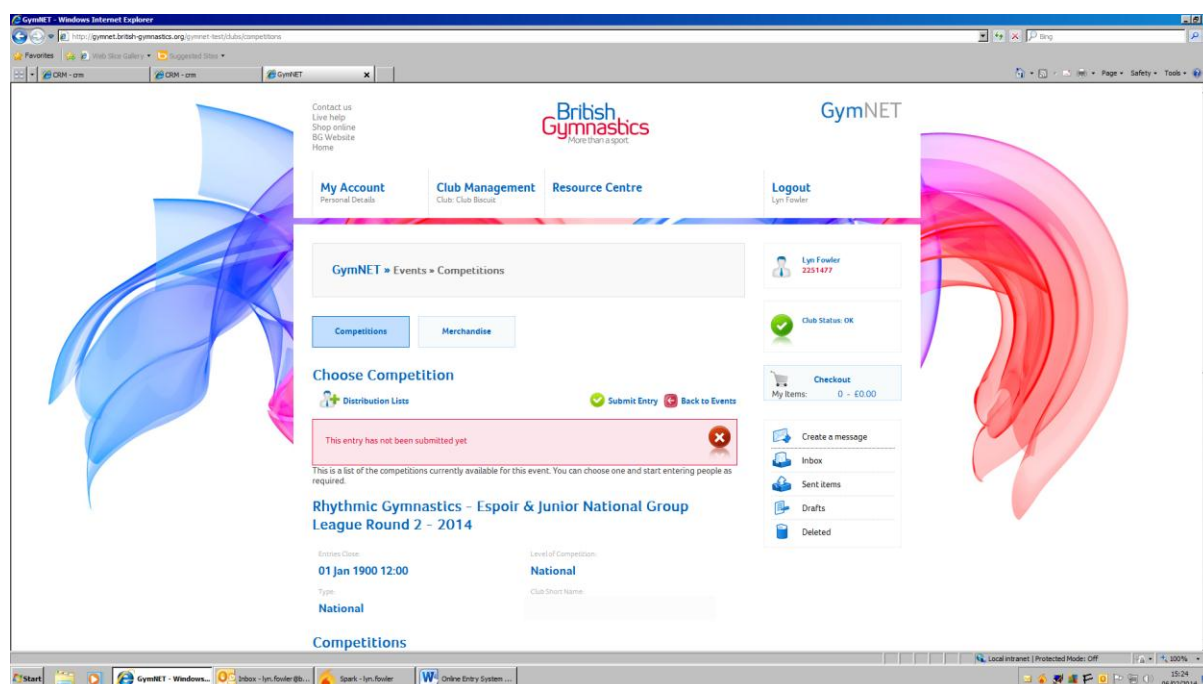 GymNET - Windows Internet Explorer
http://gymnet.british-gymnastics.org/gymnet-test/clubs/competitions
Bing
Favorites Web Slice Gallery Suggested Sites
CRM - crm CRM - crm GymNET x Page Safety Tools
Contact us
Live help
Shop online
BG Website
Home
British
Gymnastics
More than a sport
GymNET
My Account Club Management Resource Centre Logout
Personal Details Club: Club Biscuit Lyn Fowler
GymNET » Events » Competitions
Lyn Fowler
2251477
Competitions Merchandise
Club Status: OK
Choose Competition
Distribution Lists Submit Entry Back to Events
Checkout
My Items: 0 - £0.00
This entry has not been submitted yet
This is a list of the competitions currently available for this event. You can choose one and start entering people as
required.
Create a message
Inbox
Sent items
Drafts
Deleted
Rhythmic Gymnastics - Espoir & Junior National Group
League Round 2 - 2014
Entries Close: Level of Competition:
01 Jan 1900 12:00 National
Type: Club Short Name:
National
Competitions
Local intranet | Protected Mode: Off 100%
Start GymNET - Windows... Inbox - lyn.fowler@b... Spark - lyn.fowler Online Entry System ... 15:24